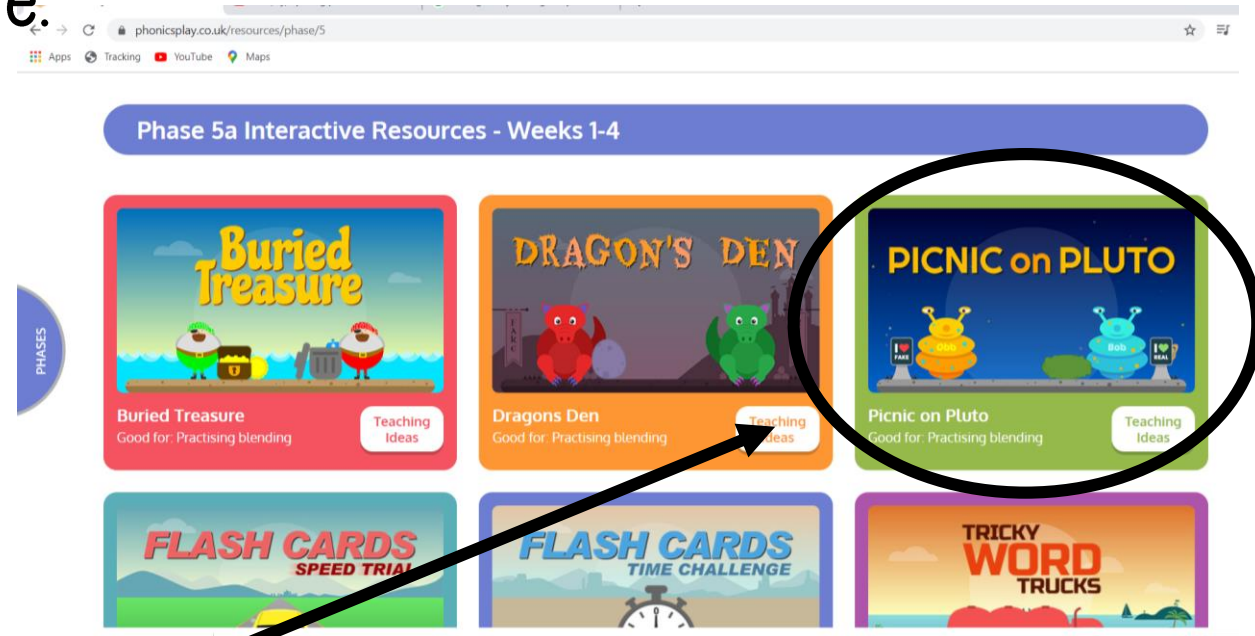 e.
phonicsplay.co.uk/resources/phase/5
Apps Tracking YouTube Maps
Phase 5a Interactive Resources - Weeks 1-4
PHASES
Buried
Treasure
Buried Treasure
Good for: Practising blending
Teaching
Ideas
DRAGON'S DEN
FAKE
Dragons Den
Good for: Practising blending
Teaching
Ideas
PICNIC on PLUTO
I
FAKE
Obb
Bob
I
REAL
Picnic on Pluto
Good for: Practising blending
Teaching
Ideas
FLASH CARDS
SPEED TRIAL
FLASH CARDS
TIME CHALLENGE
TRICKY
WORD
TRUCKS